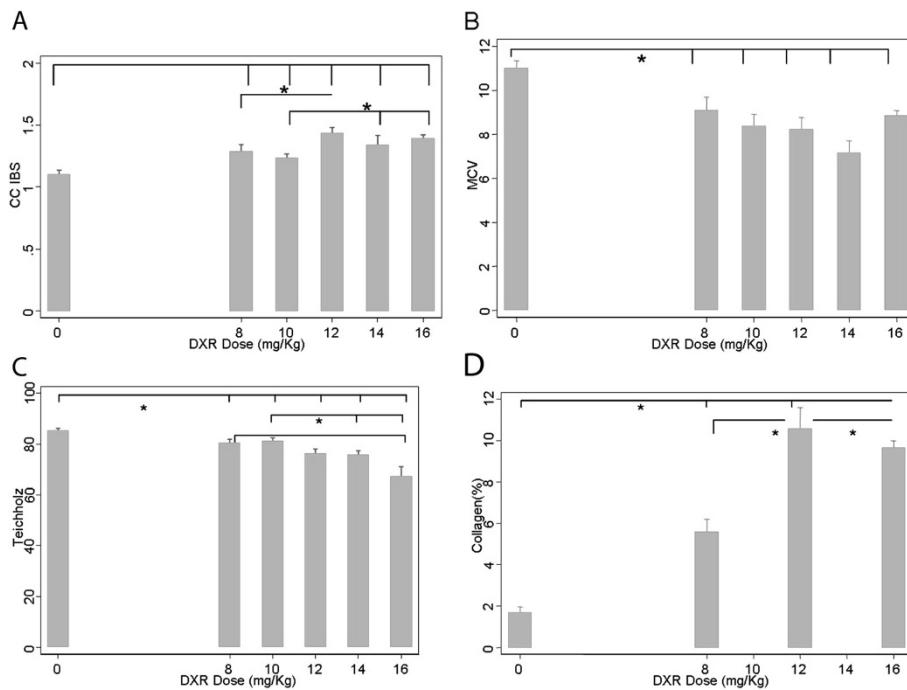 A
CC IBS
2
1.5
1
.5
0
*
*
0 8 10 12 14 16
DXR Dose (mg/Kg)
B
MCV
12
10
8
6
4
2
0
*
0 8 10 12 14 16
DXR Dose (mg/Kg)
C
Teichholz
100
80
60
40
20
0
*
*
0 8 10 12 14 16
DXR Dose (mg/Kg)
D
Collagen(%)
12
10
8
6
4
2
0
*
* *
0 8 10 12 14 16
DXR Dose (mg/Kg)